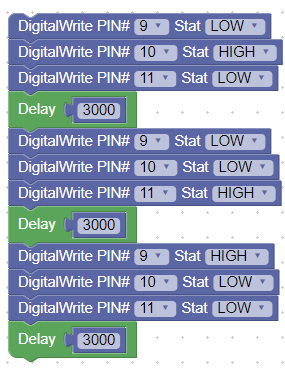 DigitalWrite PIN# 9 Stat LOW
DigitalWrite PIN# 10 Stat HIGH
DigitalWrite PIN# 11 Stat LOW
Delay 3000
DigitalWrite PIN# 9 Stat LOW
DigitalWrite PIN# 10 Stat LOW
DigitalWrite PIN# 11 Stat HIGH
Delay 3000
DigitalWrite PIN# 9 Stat HIGH
DigitalWrite PIN# 10 Stat LOW
DigitalWrite PIN# 11 Stat LOW
Delay 3000